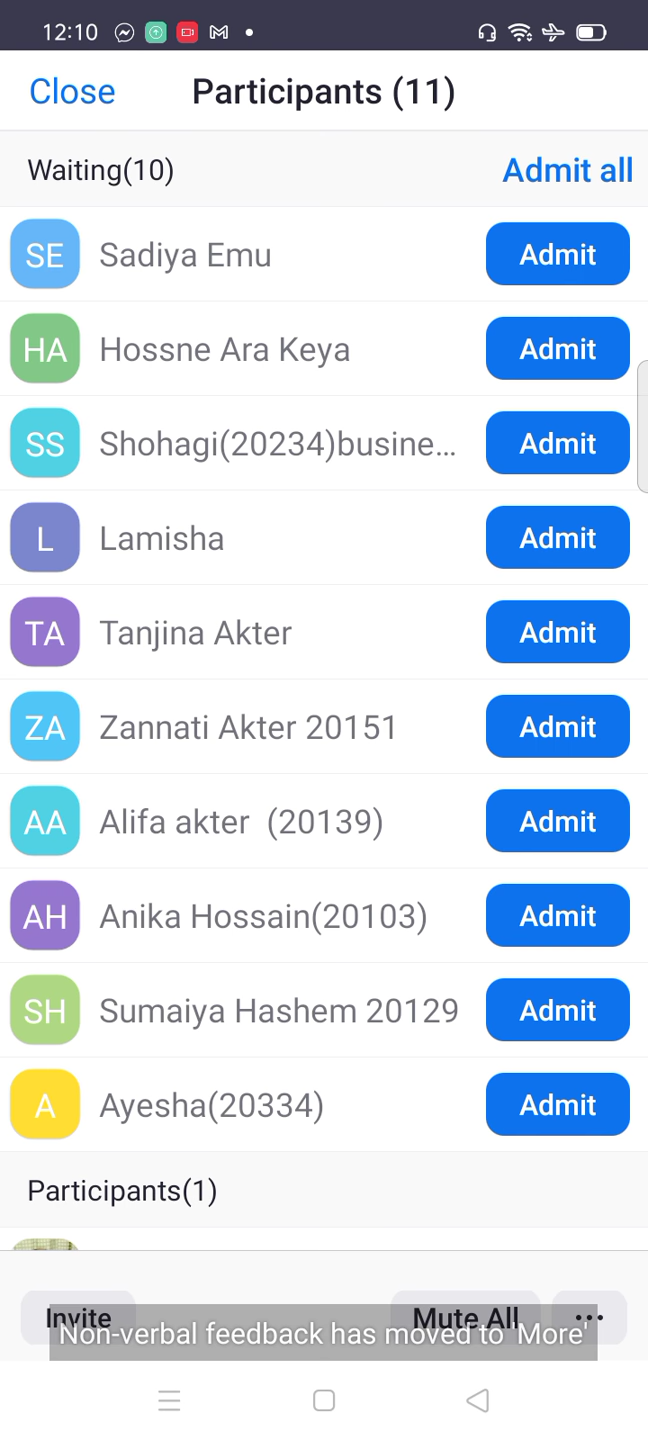 12:10
Close Participants (11)
Waiting(10) Admit all
SE Sadiya Emu Admit
HA Hossne Ara Keya Admit
SS Shohagi(20234)busine... Admit
L Lamisha Admit
TA Tanjina Akter Admit
ZA Zannati Akter 20151 Admit
AA Alifa akter (20139) Admit
AH Anika Hossain(20103) Admit
SH Sumaiya Hashem 20129 Admit
A Ayesha(20334) Admit
Participants(1)
Invite Mute All ...
Non-verbal feedback has moved to 'More'